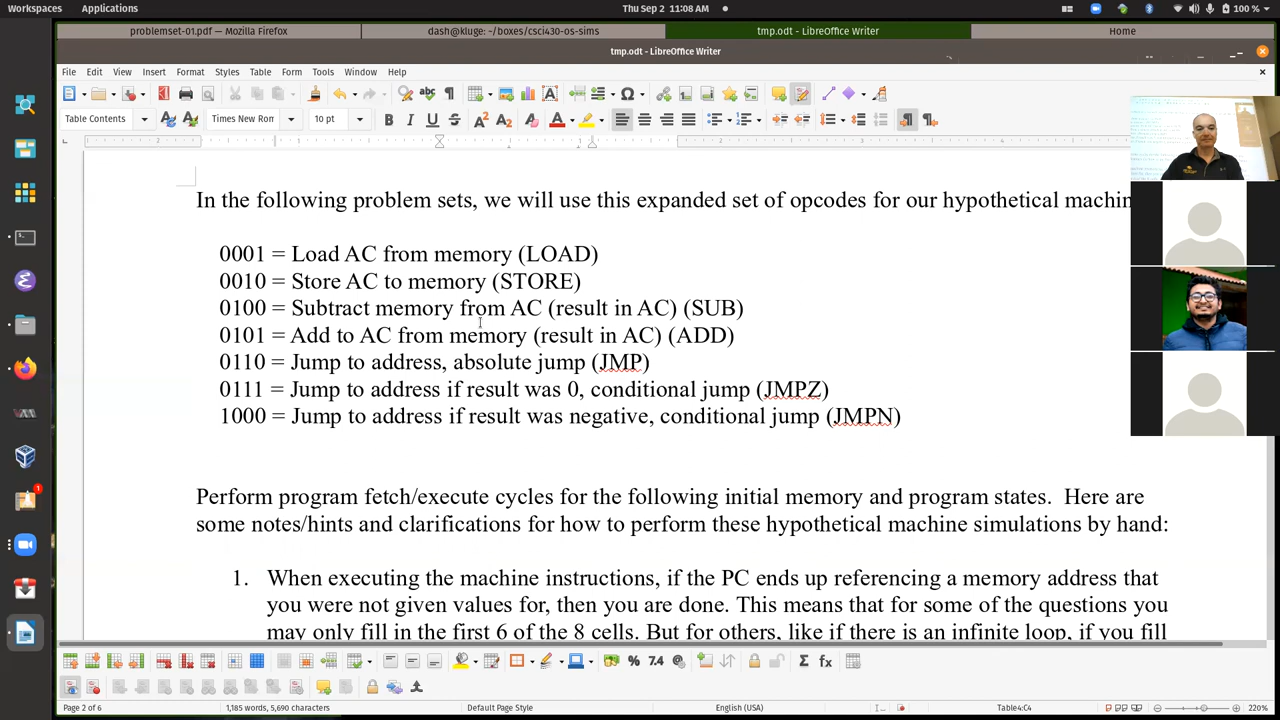 Workspaces Applications Thu Sep 2 11:08 AM 100 %
problemset-01.pdf — Mozilla Firefox dash@kluge: ~/boxes/csci430-os-sims tmp.odt - LibreOffice Writer Home
tmp.odt - LibreOffice Writer
File Edit View Insert Format Styles Table Form Tools Window Help
Table Contents Times New Ron 10 pt
In the following problem sets, we will use this expanded set of opcodes for our hypothetical machin
0001 = Load AC from memory (LOAD)
0010 = Store AC to memory (STORE)
0100 = Subtract memory from AC (result in AC) (SUB)
0101 = Add to AC from memory (result in AC) (ADD)
0110 = Jump to address, absolute jump (JMP)
0111 = Jump to address if result was 0, conditional jump (JMPZ)
1000 = Jump to address if result was negative, conditional jump (JMPN)
Perform program fetch/execute cycles for the following initial memory and program states. Here are
some notes/hints and clarifications for how to perform these hypothetical machine simulations by hand:
1. When executing the machine instructions, if the PC ends up referencing a memory address that
you were not given values for, then you are done. This means that for some of the questions you
may only fill in the first 6 of the 8 cells. But for others, like if there is an infinite loop, if you fill
Page 2 of 6 1,185 words, 5,690 characters Default Page Style English (USA) Table4:C4 220%